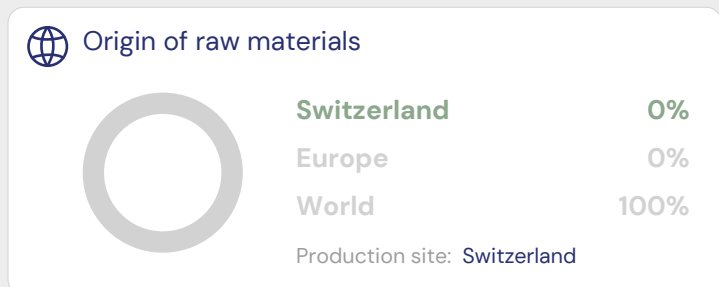 Origin of raw materials
Switzerland 0%
Europe 0%
World 100%
Production site: Switzerland